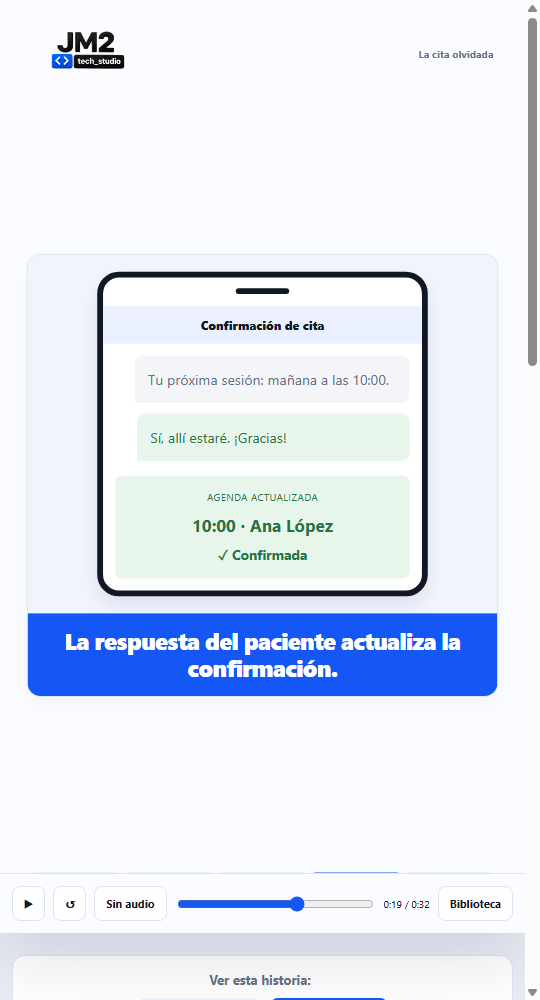 JM2
<> tech_studio
La cita olvidada
Confirmación de cita
Tu próxima sesión: mañana a las 10:00.
Sí, allí estaré. ¡Gracias!
AGENDA ACTUALIZADA
10:00 · Ana López
✓ Confirmada
La respuesta del paciente actualiza la
confirmación.
Sin audio
0:19 / 0:32
Biblioteca
Ver esta historia: